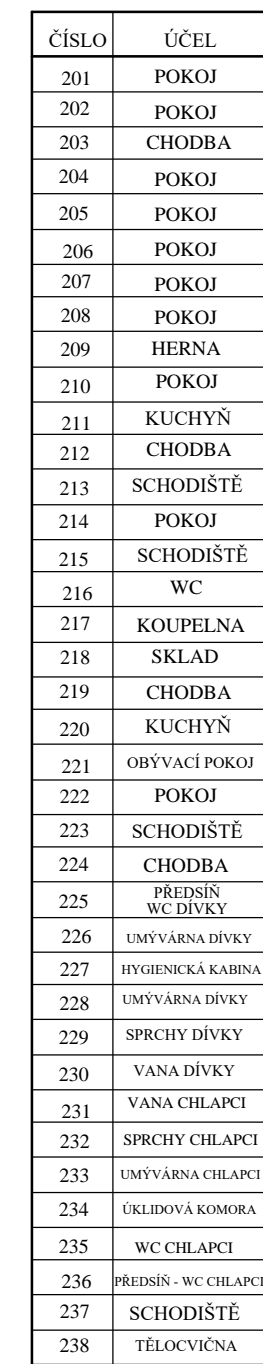 ČÍSLO ÚČEL
201 POKOJ
202 POKOJ
203 CHODBA
204 POKOJ
205 POKOJ
206 POKOJ
207 POKOJ
208 POKOJ
209 HERNA
210 POKOJ
211 KUCHYŇ
212 CHODBA
213 SCHODIŠTĚ
214 POKOJ
215 SCHODIŠTĚ
216 WC
217 KOUPELNA
218 SKLAD
219 CHODBA
220 KUCHYŇ
221 OBÝVACÍ POKOJ
222 POKOJ
223 SCHODIŠTĚ
224 CHODBA
225 PŘEDSÍŇ
WC DÍVKY
226 UMÝVÁRNA DÍVKY
227 HYGIENICKÁ KABINA
228 UMÝVÁRNA DÍVKY
229 SPRCHY DÍVKY
230 VANA DÍVKY
231 VANA CHLAPCI
232 SPRCHY CHLAPCI
233 UMÝVÁRNA CHLAPCI
234 ÚKLIDOVÁ KOMORA
235 WC CHLAPCI
236 PŘEDSÍŇ - WC CHLAPCI
237 SCHODIŠTĚ
238 TĚLOCVIČNA